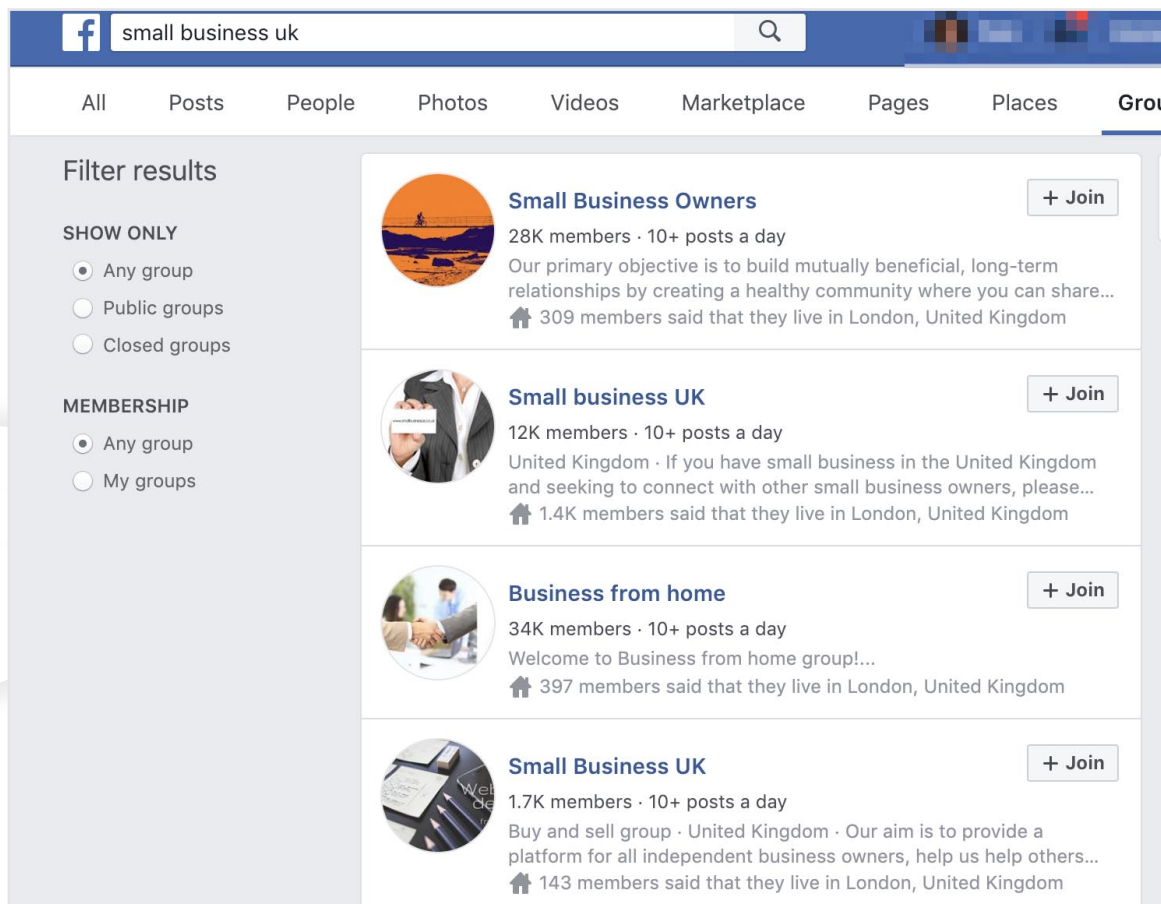 small business uk
All Posts People Photos Videos Marketplace Pages Places Grou
Filter results
SHOW ONLY
Any group
Public groups
Closed groups
MEMBERSHIP
Any group
My groups
Small Business Owners
+ Join
28K members · 10+ posts a day
Our primary objective is to build mutually beneficial, long-term
relationships by creating a healthy community where you can share...
309 members said that they live in London, United Kingdom
Small business UK
+ Join
12K members · 10+ posts a day
United Kingdom · If you have small business in the United Kingdom
and seeking to connect with other small business owners, please...
1.4K members said that they live in London, United Kingdom
Business from home
+ Join
34K members · 10+ posts a day
Welcome to Business from home group!...
397 members said that they live in London, United Kingdom
Small Business UK
+ Join
1.7K members · 10+ posts a day
Buy and sell group · United Kingdom · Our aim is to provide a
platform for all independent business owners, help us help others...
143 members said that they live in London, United Kingdom